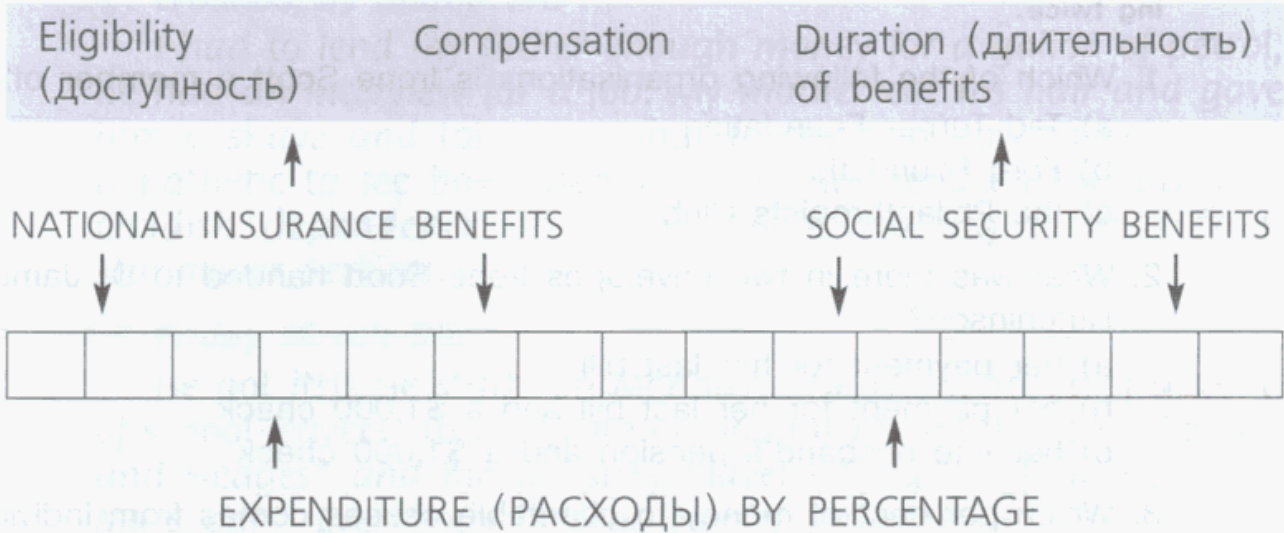 Eligibility Compensation Duration (длительность)
(доступность) of benefits
NATIONAL INSURANCE BENEFITS SOCIAL SECURITY BENEFITS
EXPENDITURE (РАСХОДЫ) BY PERCENTAGE